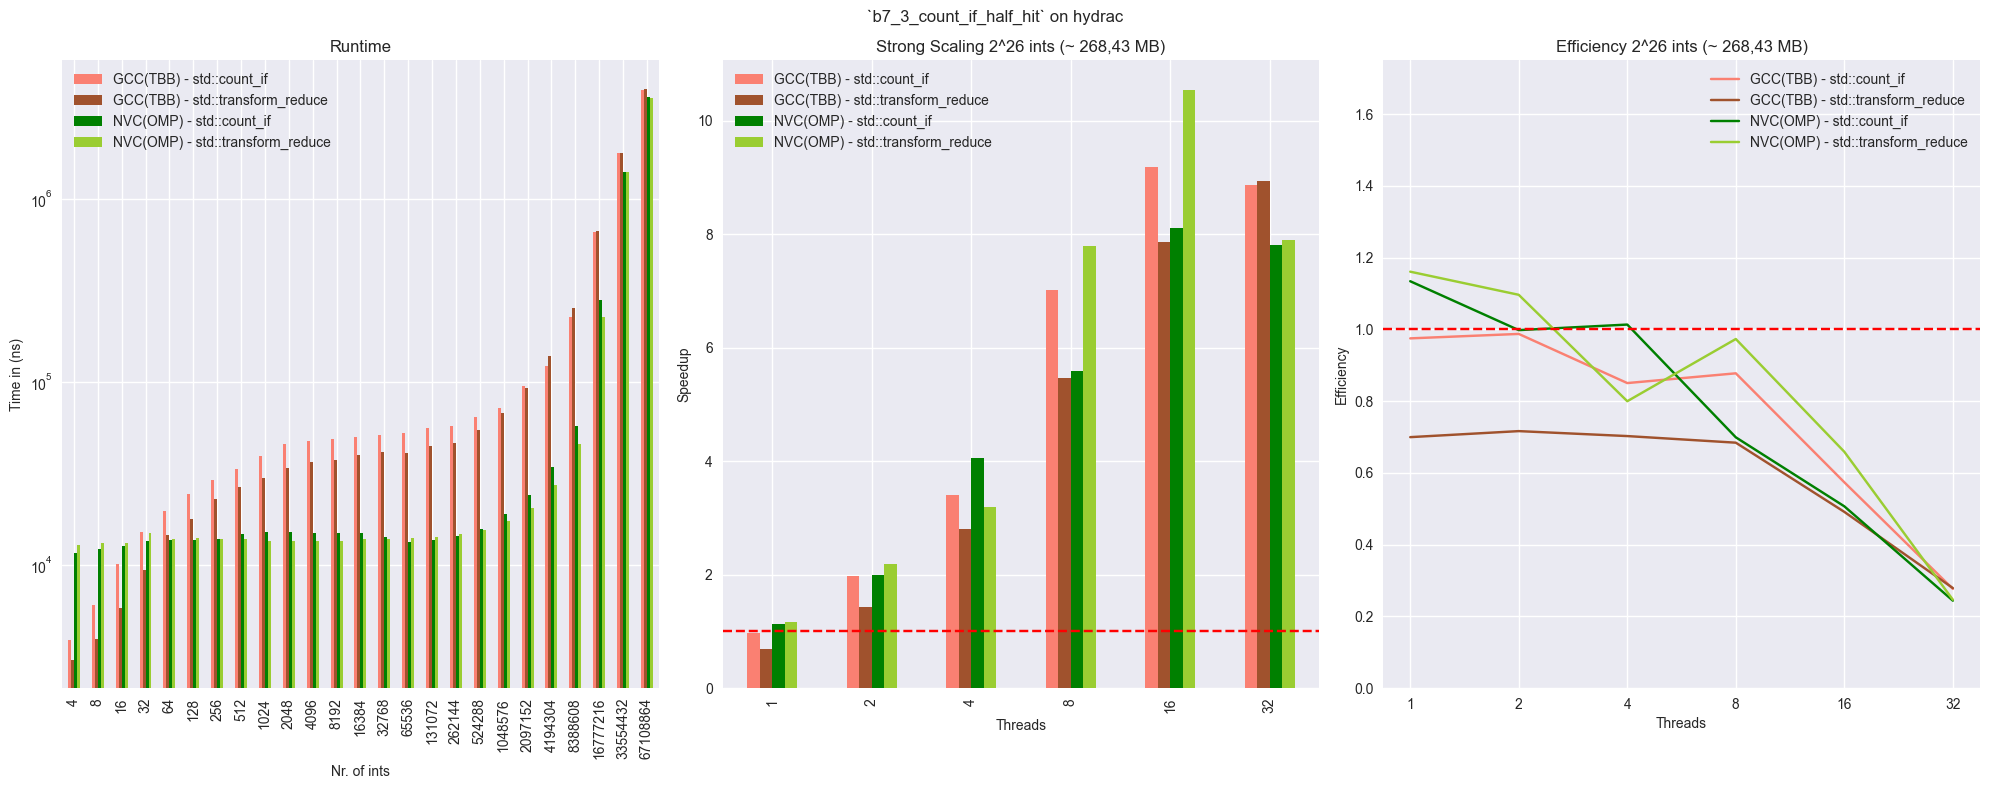 `b7_3_count_if_half_hit` on hydrac
Runtime
GCC(TBB) - std::count_if
GCC(TBB) - std::transform_reduce
NVC(OMP) - std::count_if
NVC(OMP) - std::transform_reduce
Time in (ns)
10^6
10^5
10^4
4
8
16
32
64
128
256
512
1024
2048
4096
8192
16384
32768
65536
131072
262144
524288
1048576
2097152
4194304
8388608
16777216
33554432
67108864
Nr. of ints
Strong Scaling 2^26 ints (~ 268,43 MB)
GCC(TBB) - std::count_if
GCC(TBB) - std::transform_reduce
NVC(OMP) - std::count_if
NVC(OMP) - std::transform_reduce
Speedup
10
8
6
4
2
0
1
2
4
8
16
32
Threads
Efficiency 2^26 ints (~ 268,43 MB)
GCC(TBB) - std::count_if
GCC(TBB) - std::transform_reduce
NVC(OMP) - std::count_if
NVC(OMP) - std::transform_reduce
Efficiency
1.6
1.4
1.2
1.0
0.8
0.6
0.4
0.2
0.0
1
2
4
8
16
32
Threads